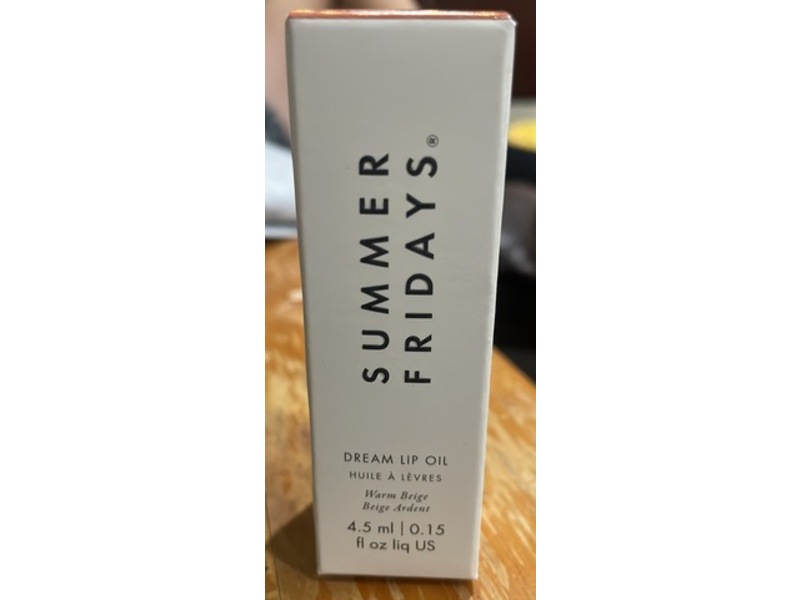 SUMMER
FRIDAYS®
DREAM LIP OIL
HUILE À LÈVRES
Warm Beige
Beige Ardent
4.5 ml | 0.15
fl oz liq US